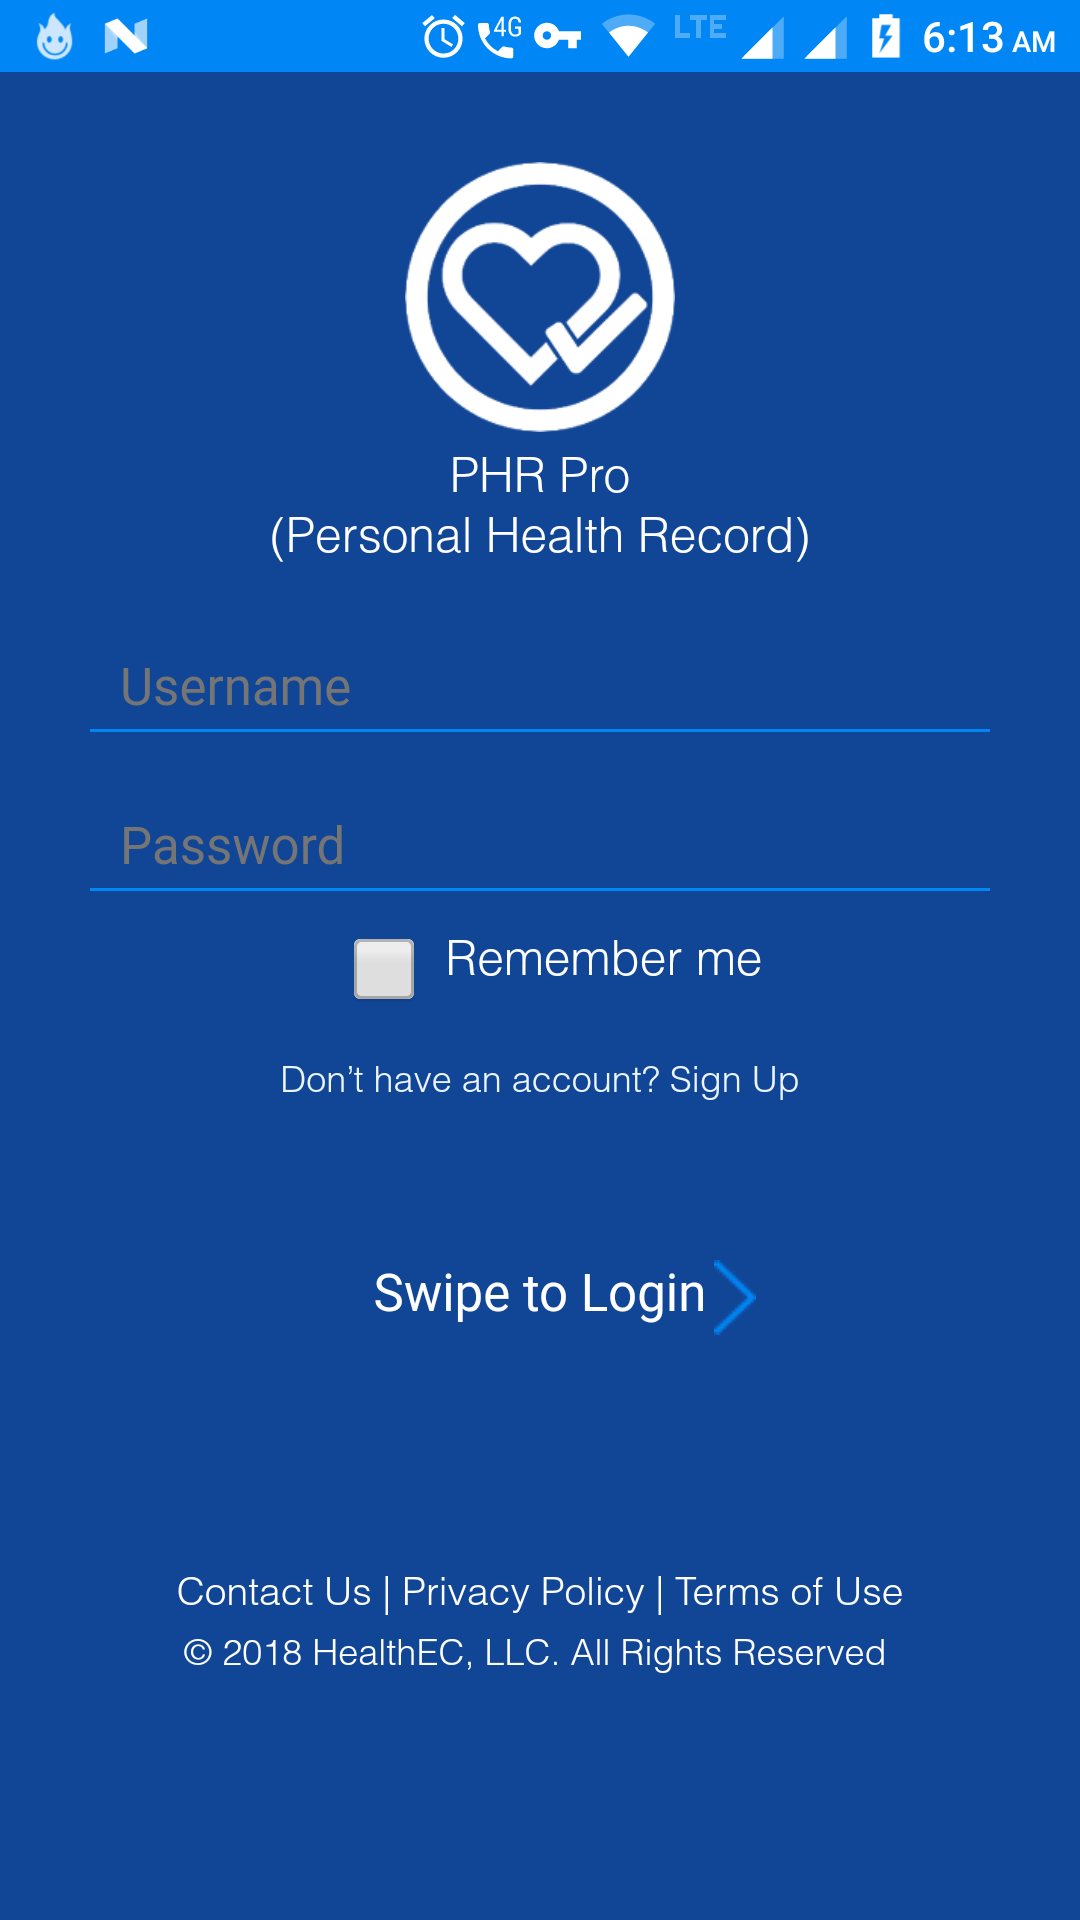 4G LTE 6:13 AM
PHR Pro
(Personal Health Record)
Username
Password
Remember me
Don’t have an account? Sign Up
Swipe to Login
Contact Us | Privacy Policy | Terms of Use
© 2018 HealthEC, LLC. All Rights Reserved